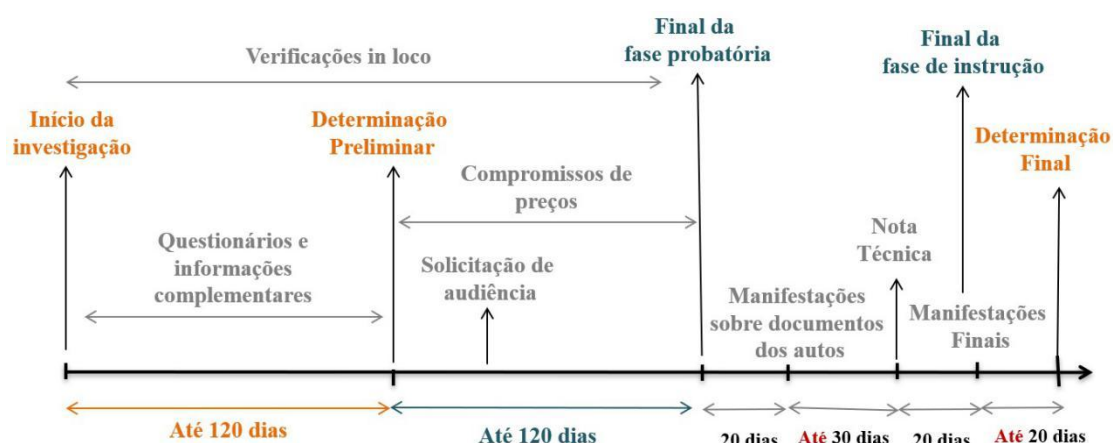 Verificações in loco
Final da
fase probatória
Final da
fase de instrução
Início da
investigação
Determinação
Preliminar
Determinação
Final
Compromissos de
preços
Questionários e
informações
complementares
Solicitação de
audiência
Nota
Técnica
Manifestações
sobre documentos
dos autos
Manifestações
Finais
Até 120 dias
Até 120 dias
20 dias
Até 30 dias
20 dias
Até 20 dias